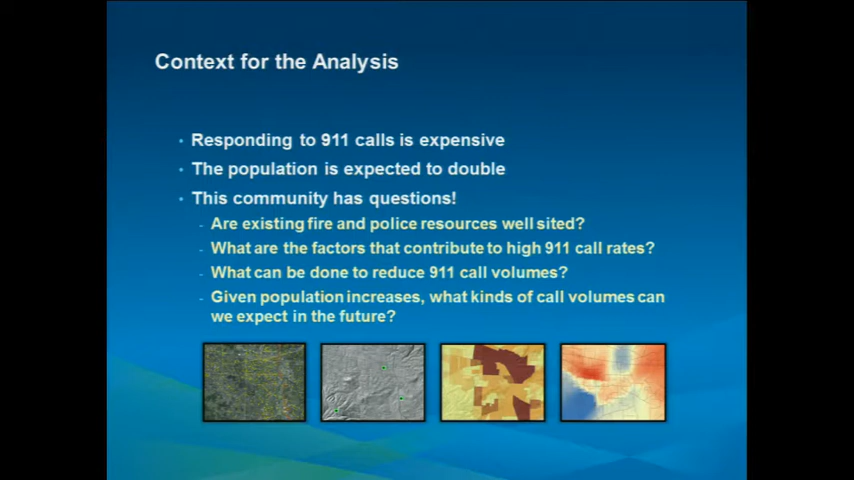 Context for the Analysis
· Responding to 911 calls is expensive
· The population is expected to double
· This community has questions!
- Are existing fire and police resources well sited?
- What are the factors that contribute to high 911 call rates?
- What can be done to reduce 911 call volumes?
- Given population increases, what kinds of call volumes can
we expect in the future?